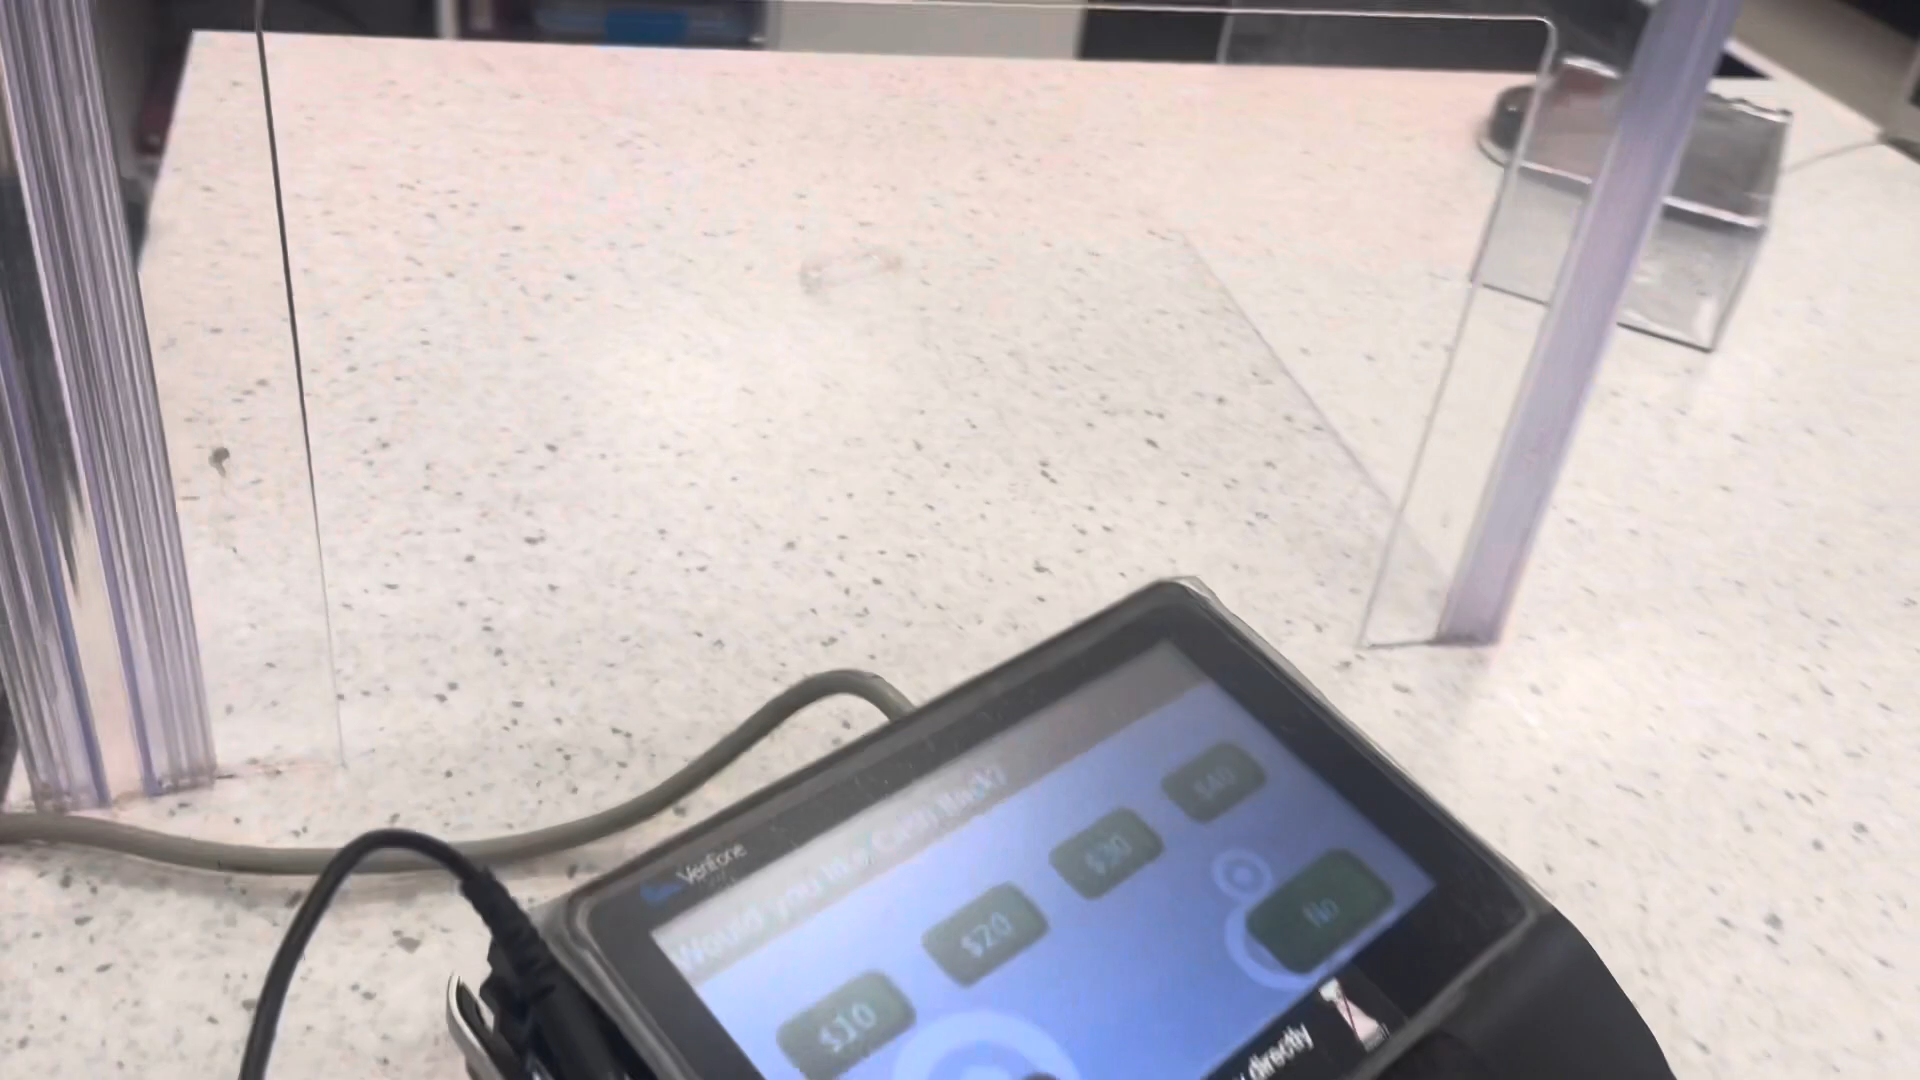 Verifone
Would you like Cash Back?
$10 $20 $30 $40
No
directly